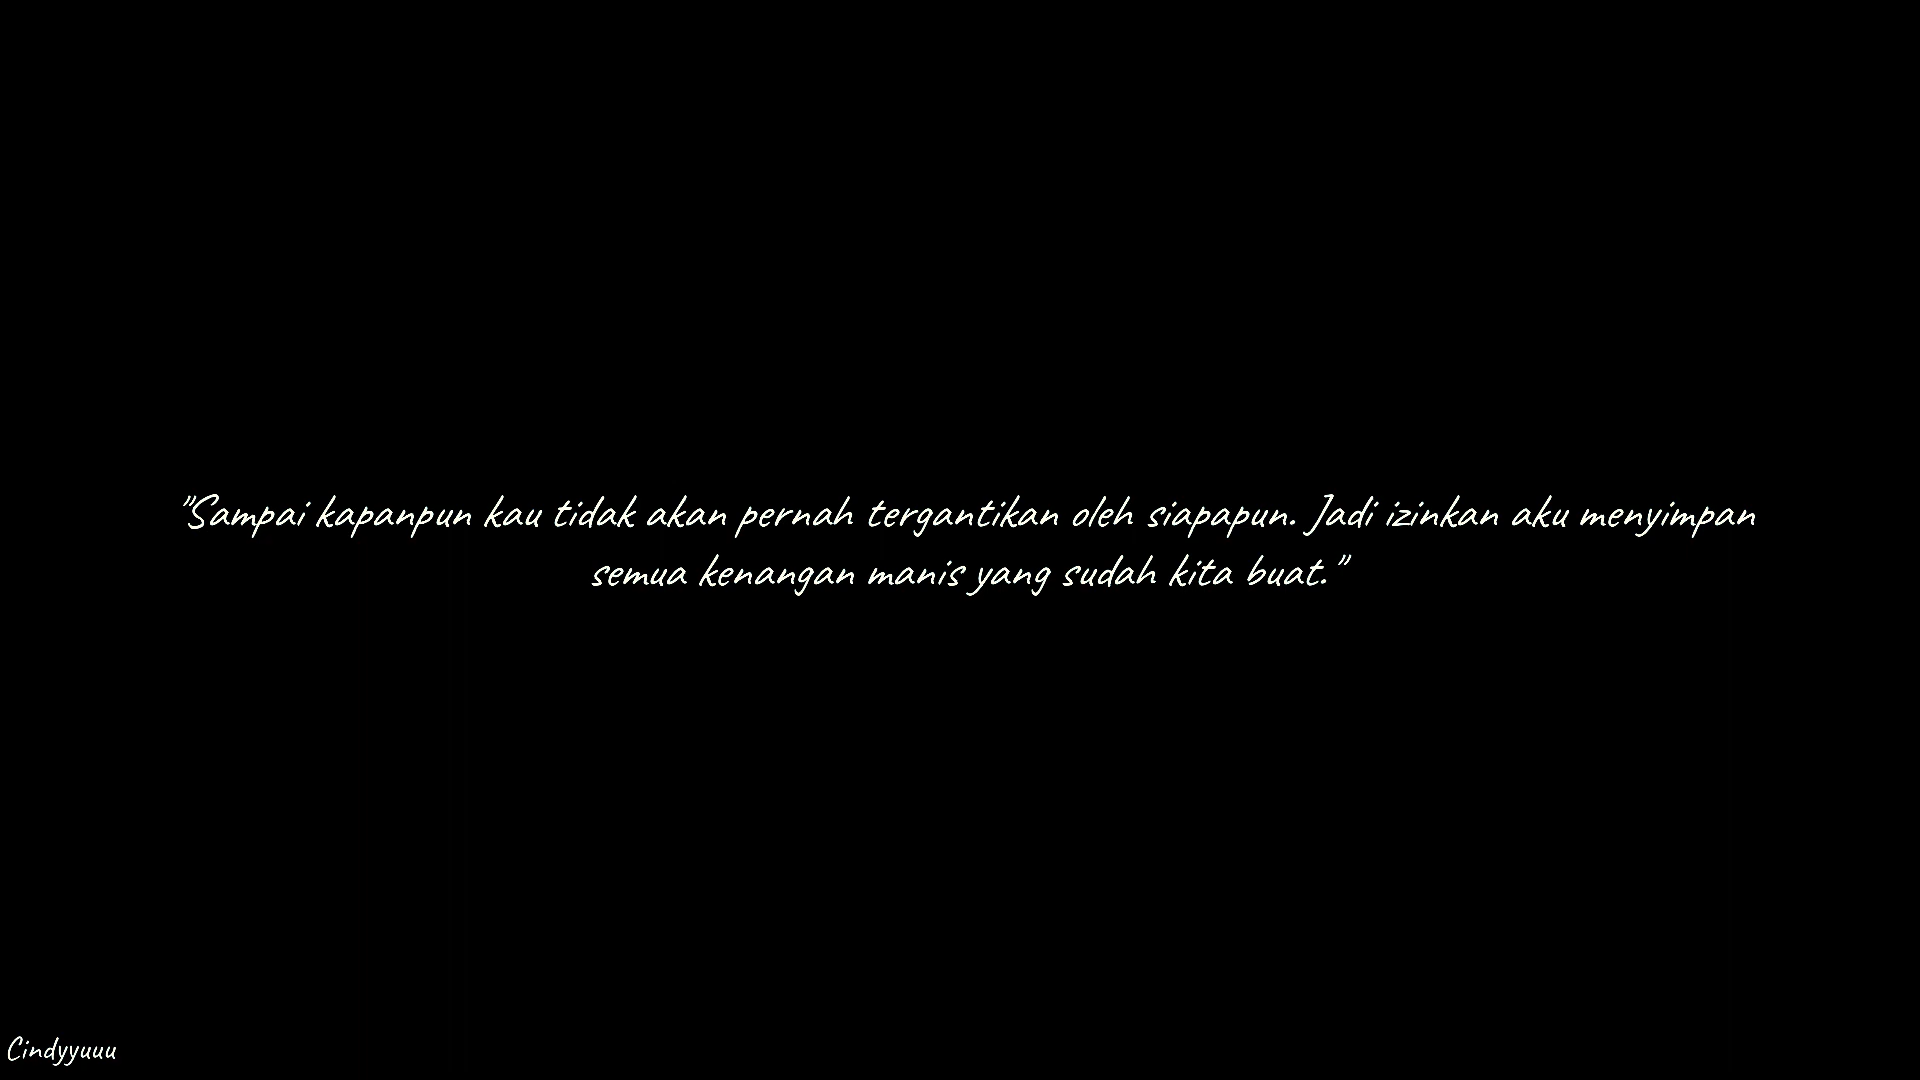 "Sampai kapanpun kau tidak akan pernah tergantikan oleh siapapun. Jadi izinkan aku menyimpan
semua kenangan manis yang sudah kita buat."
Cindyyuuu